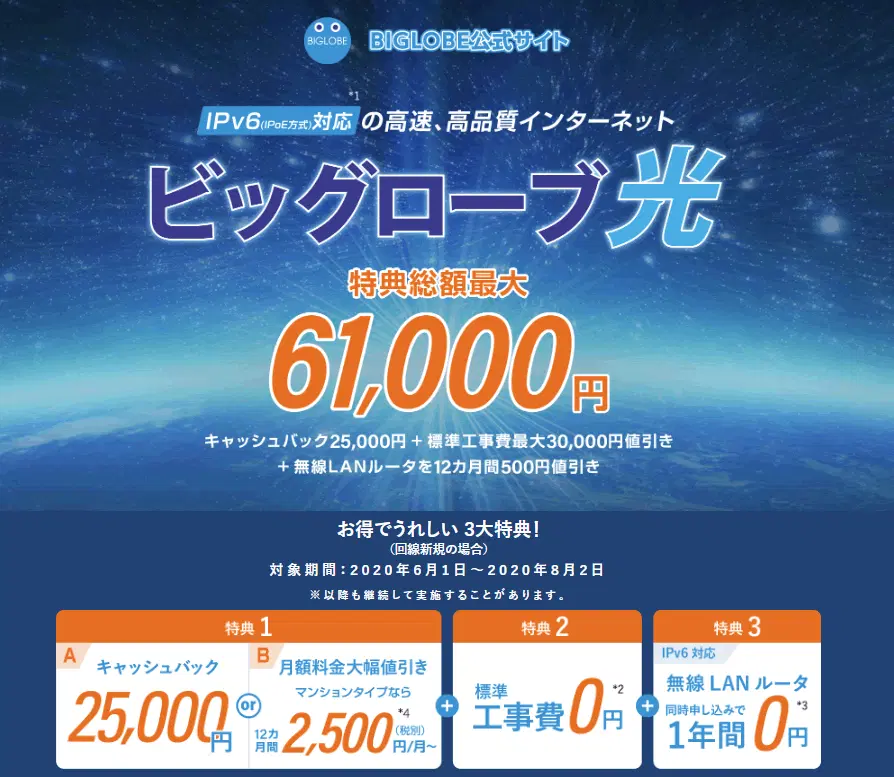 BIGLOBE
BIGLOBE公式サイト
*1
IPv6(IPoE方式)対応の高速、高品質インターネット
ビッグローブ光
特典総額最大
61,000円
キャッシュバック25,000円 + 標準工事費最大30,000円値引き
+ 無線LANルータを12カ月間500円値引き
お得でうれしい 3大特典!
(回線新規の場合)
対象期間:2020年6月1日〜2020年8月2日
※以降も継続して実施することがあります。
特典 1
A
キャッシュバック
25,000円
or
B
月額料金大幅値引き
マンションタイプなら
12カ月間 2,500円/月〜 (税別) *4
+
特典 2
標準
工事費0円 *2
+
特典 3
IPv6 対応
無線 LAN ルータ
同時申し込みで
1年間 0円 *3